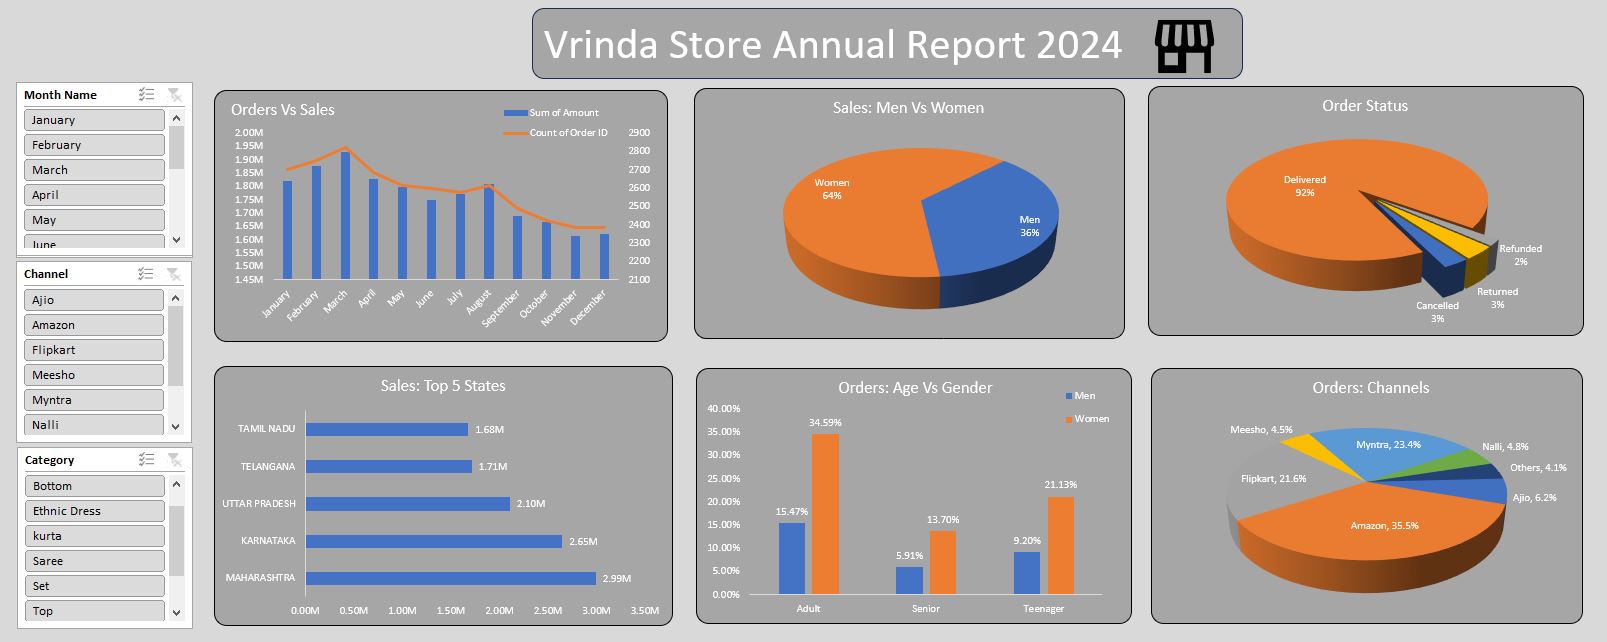 Vrinda Store Annual Report 2024
Month Name
January
February
March
April
May
June
Channel
Ajio
Amazon
Flipkart
Meesho
Myntra
Nalli
Category
Bottom
Ethnic Dress
kurta
Saree
Set
Top
Orders Vs Sales
Sum of Amount
Count of Order ID
2.00M
1.95M
1.90M
1.85M
1.80M
1.75M
1.70M
1.65M
1.60M
1.55M
1.50M
1.45M
2900
2800
2700
2600
2500
2400
2300
2200
2100
January
February
March
April
May
June
July
August
September
October
November
December
Sales: Men Vs Women
Women
64%
Men
36%
Order Status
Delivered
92%
Refunded
2%
Returned
3%
Cancelled
3%
Sales: Top 5 States
TAMIL NADU
1.68M
TELANGANA
1.71M
UTTAR PRADESH
2.10M
KARNATAKA
2.65M
MAHARASHTRA
2.99M
0.00M 0.50M 1.00M 1.50M 2.00M 2.50M 3.00M 3.50M
Orders: Age Vs Gender
Men
Women
40.00%
35.00%
30.00%
25.00%
20.00%
15.00%
10.00%
5.00%
0.00%
15.47%
34.59%
5.91%
13.70%
9.20%
21.13%
Adult Senior Teenager
Orders: Channels
Meesho, 4.5%
Myntra, 23.4%
Nalli, 4.8%
Others, 4.1%
Flipkart, 21.6%
Ajio, 6.2%
Amazon, 35.5%